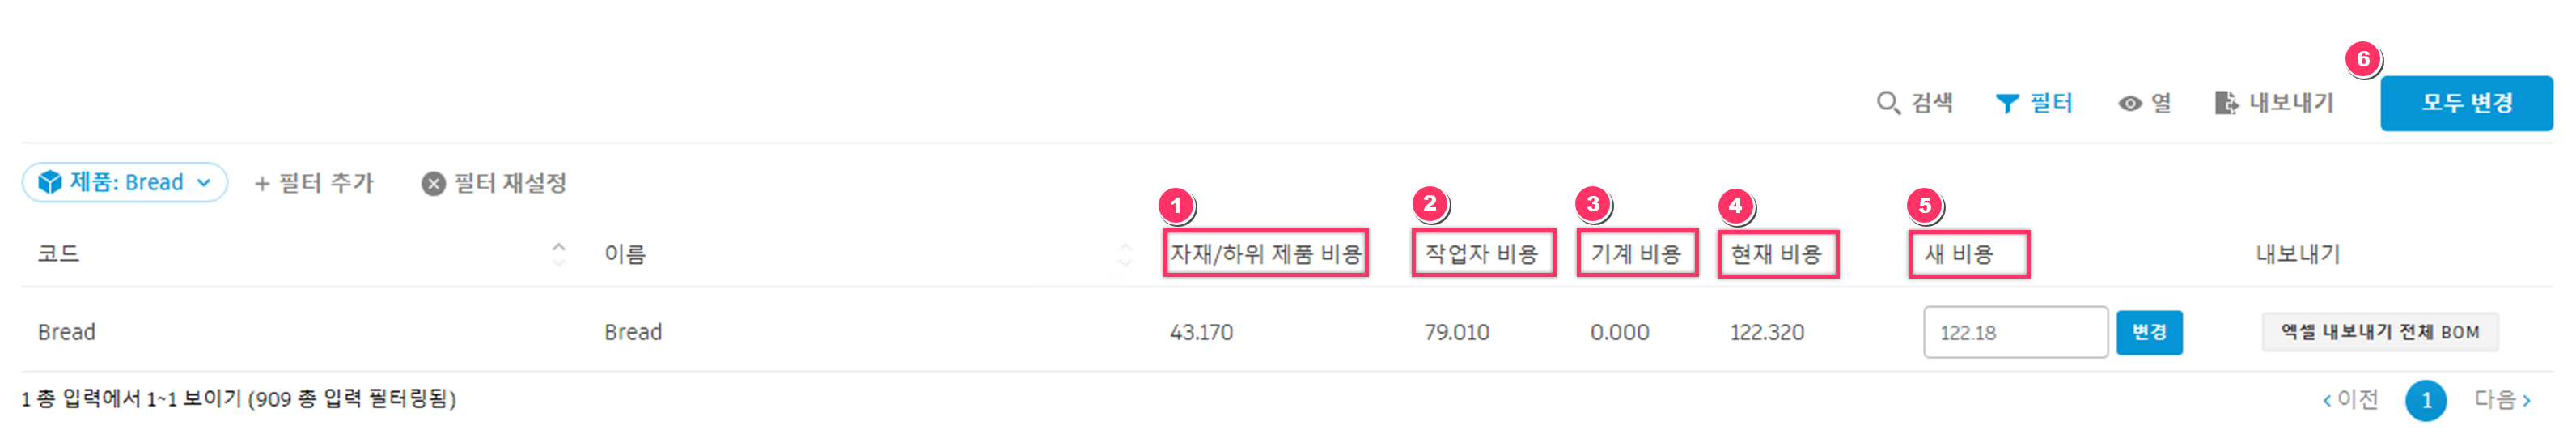 6
검색 필터 열 내보내기 모두 변경
제품: Bread + 필터 추가 필터 재설정
1 2 3 4 5
코드 이름 자재/하위 제품 비용 작업자 비용 기계 비용 현재 비용 새 비용 내보내기
Bread Bread 43.170 79.010 0.000 122.320 122.18 변경 엑셀 내보내기 전체 BOM
1 총 입력에서 1~1 보이기 (909 총 입력 필터링됨) ‹ 이전 1 다음 ›